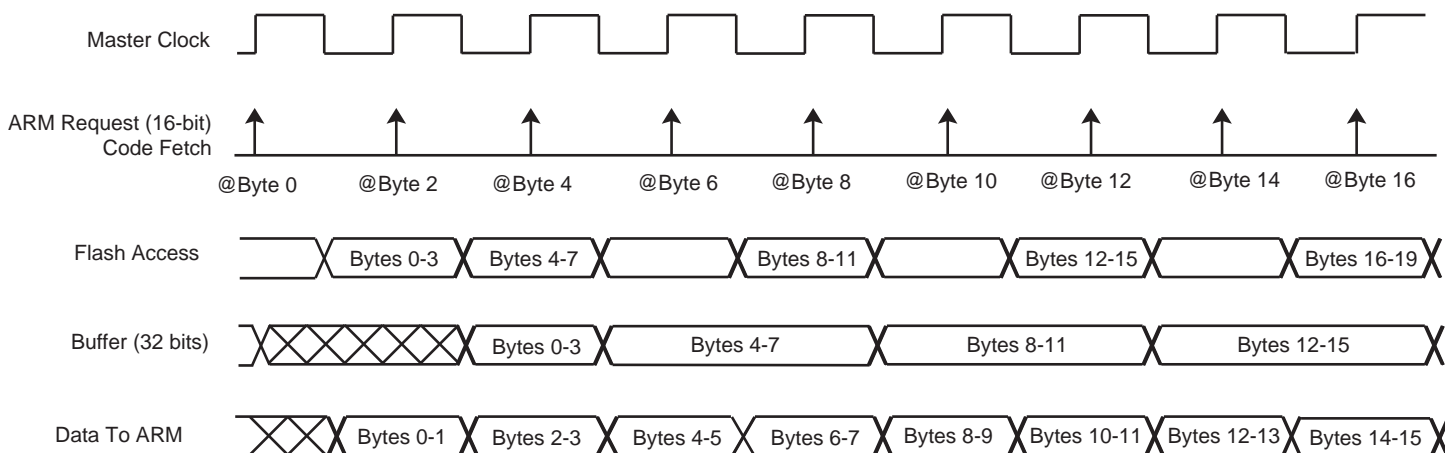 Master Clock
ARM Request (16-bit)
Code Fetch
@Byte 0 @Byte 2 @Byte 4 @Byte 6 @Byte 8 @Byte 10 @Byte 12 @Byte 14 @Byte 16
Flash Access Bytes 0-3 Bytes 4-7 Bytes 8-11 Bytes 12-15 Bytes 16-19
Buffer (32 bits) Bytes 0-3 Bytes 4-7 Bytes 8-11 Bytes 12-15
Data To ARM Bytes 0-1 Bytes 2-3 Bytes 4-5 Bytes 6-7 Bytes 8-9 Bytes 10-11 Bytes 12-13 Bytes 14-15